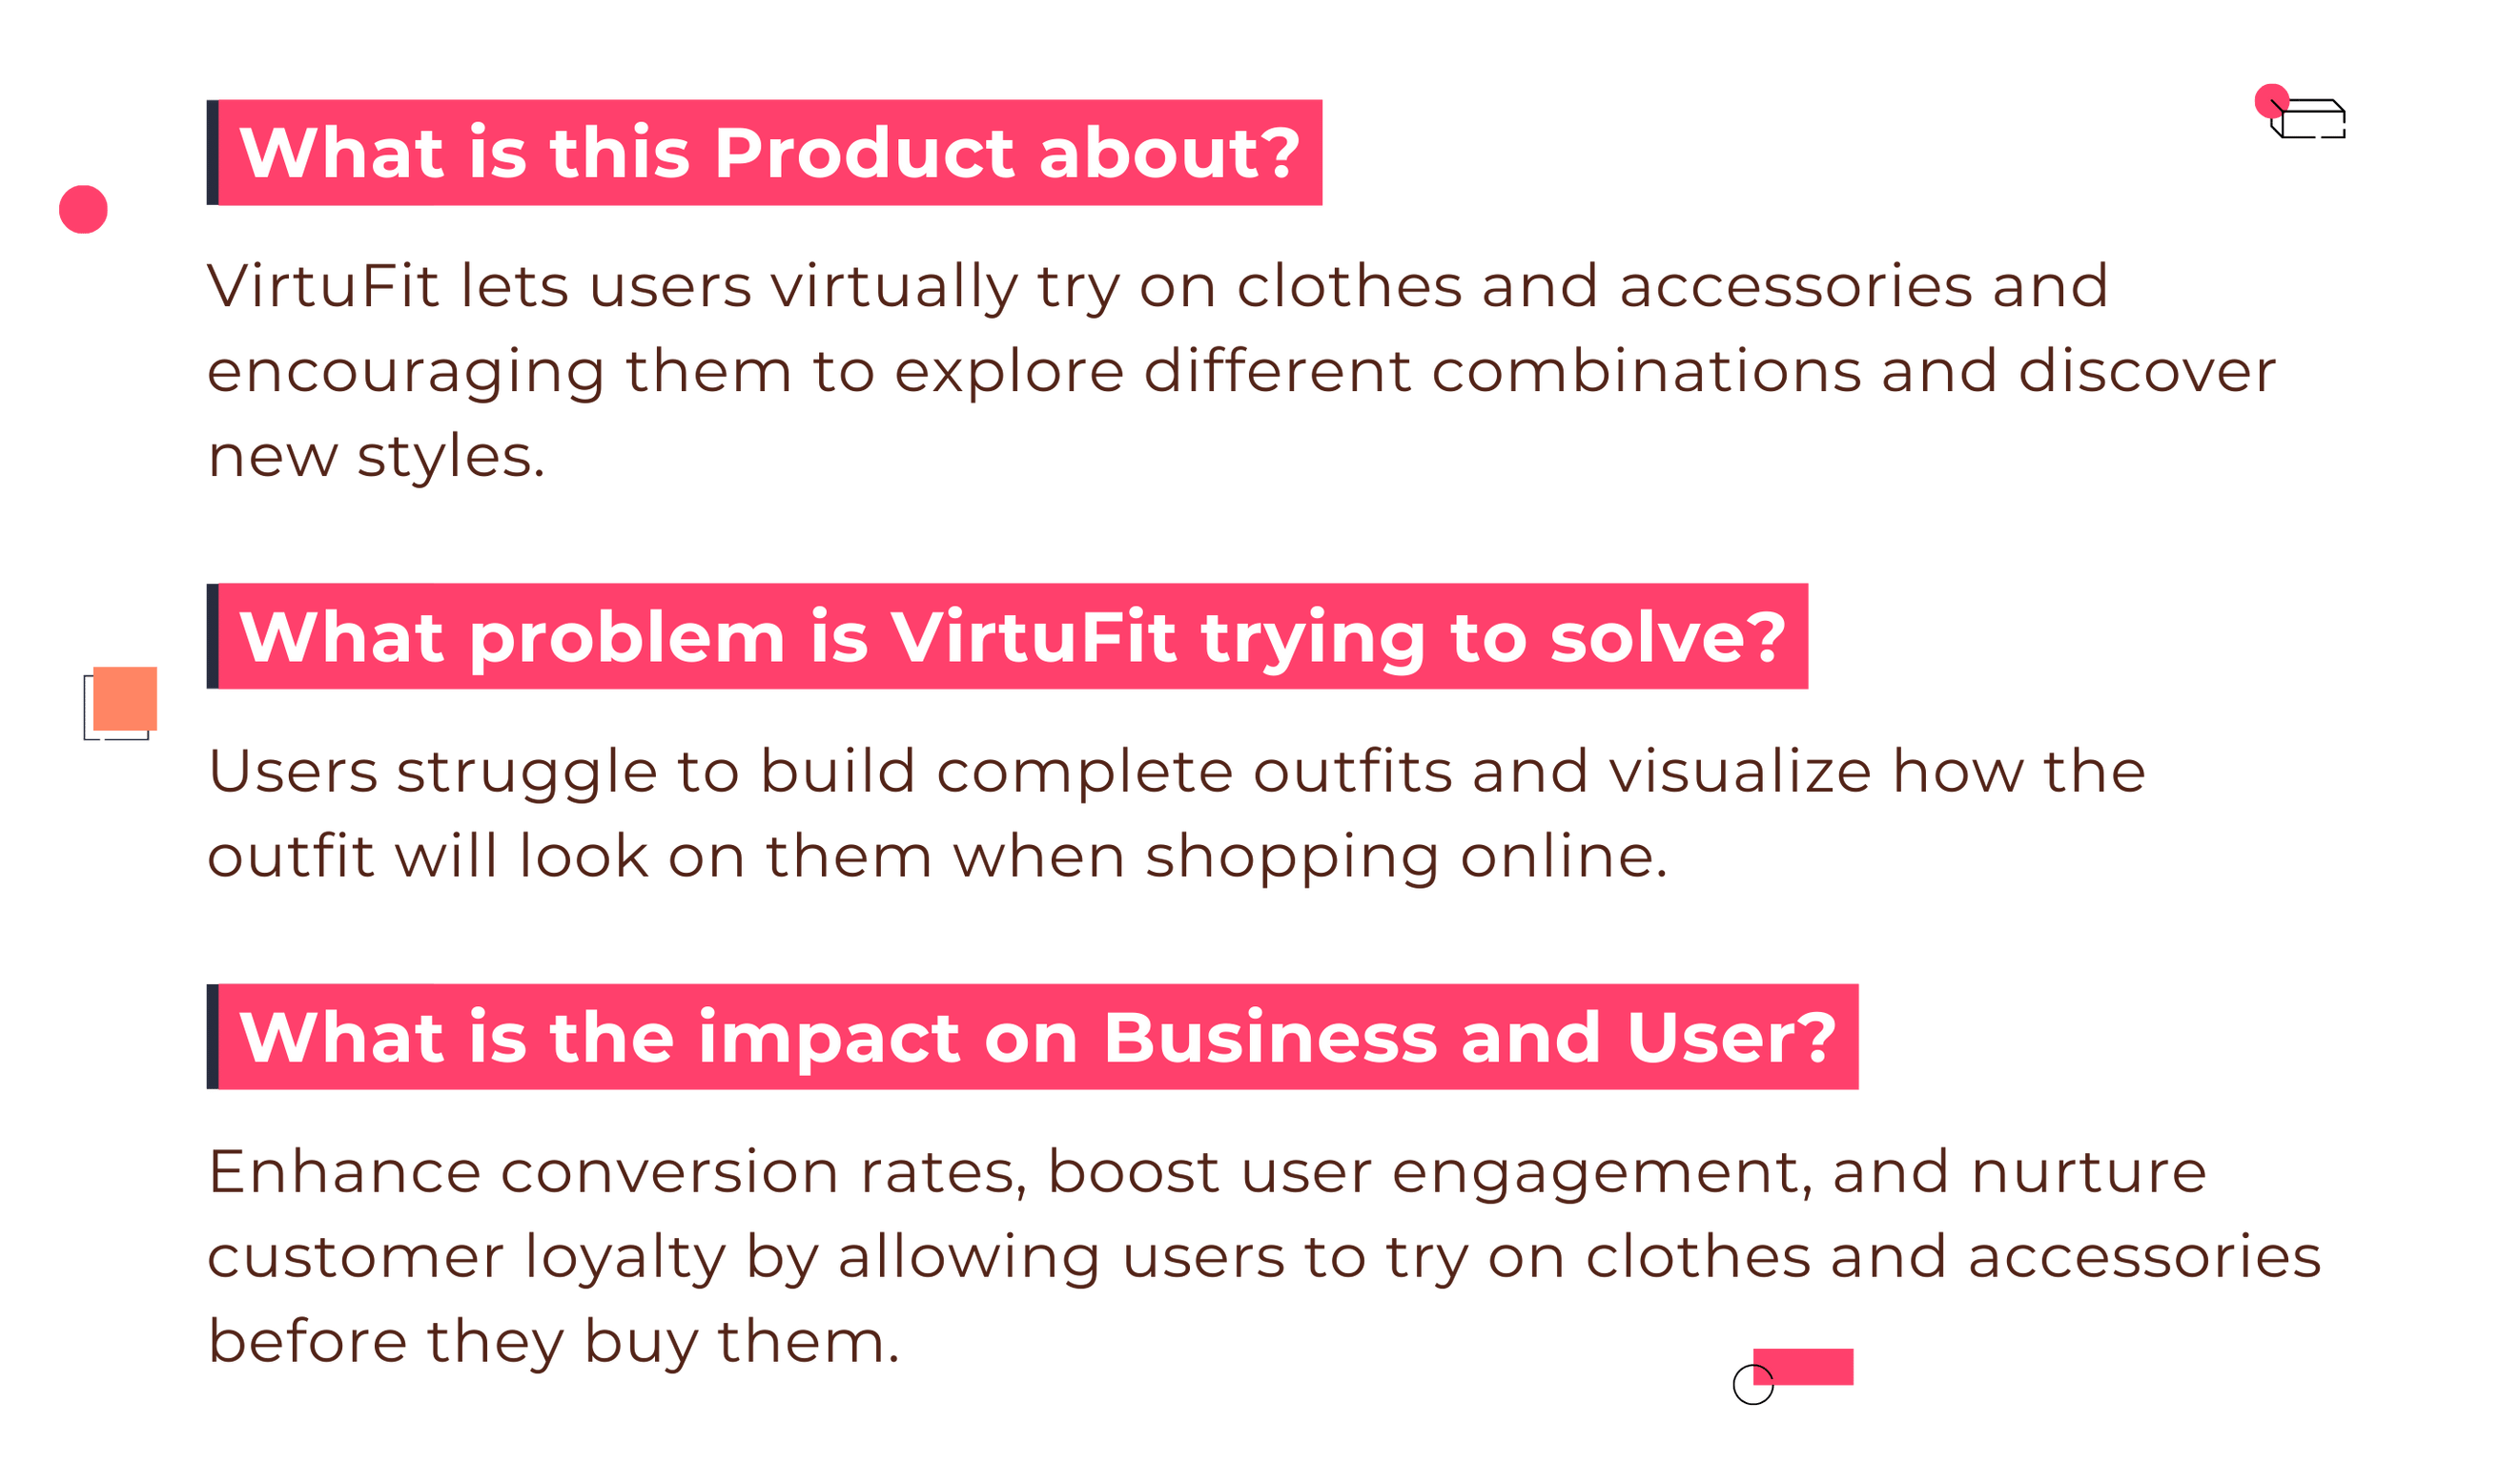 What is this Product about?
VirtuFit lets users virtually try on clothes and accessories and
encouraging them to explore different combinations and discover
new styles.
What problem is VirtuFit trying to solve?
Users struggle to build complete outfits and visualize how the
outfit will look on them when shopping online.
What is the impact on Business and User?
Enhance conversion rates, boost user engagement, and nurture
customer loyalty by allowing users to try on clothes and accessories
before they buy them.